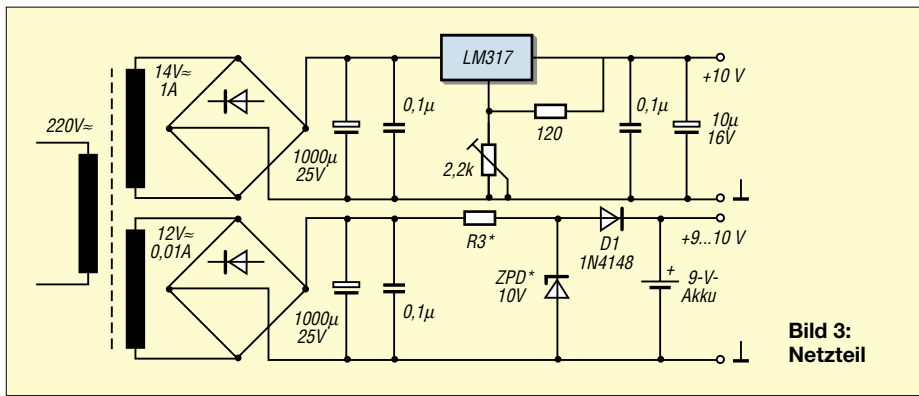 220V≈
14V≈
1A
1000µ
25V
0,1µ
LM317
2,2k
120
0,1µ
10µ
16V
+10 V
12V≈
0,01A
1000µ
25V
0,1µ
R3*
ZPD*
10V
D1
1N4148
+9...10 V
+
9-V-
Akku
Bild 3:
Netzteil